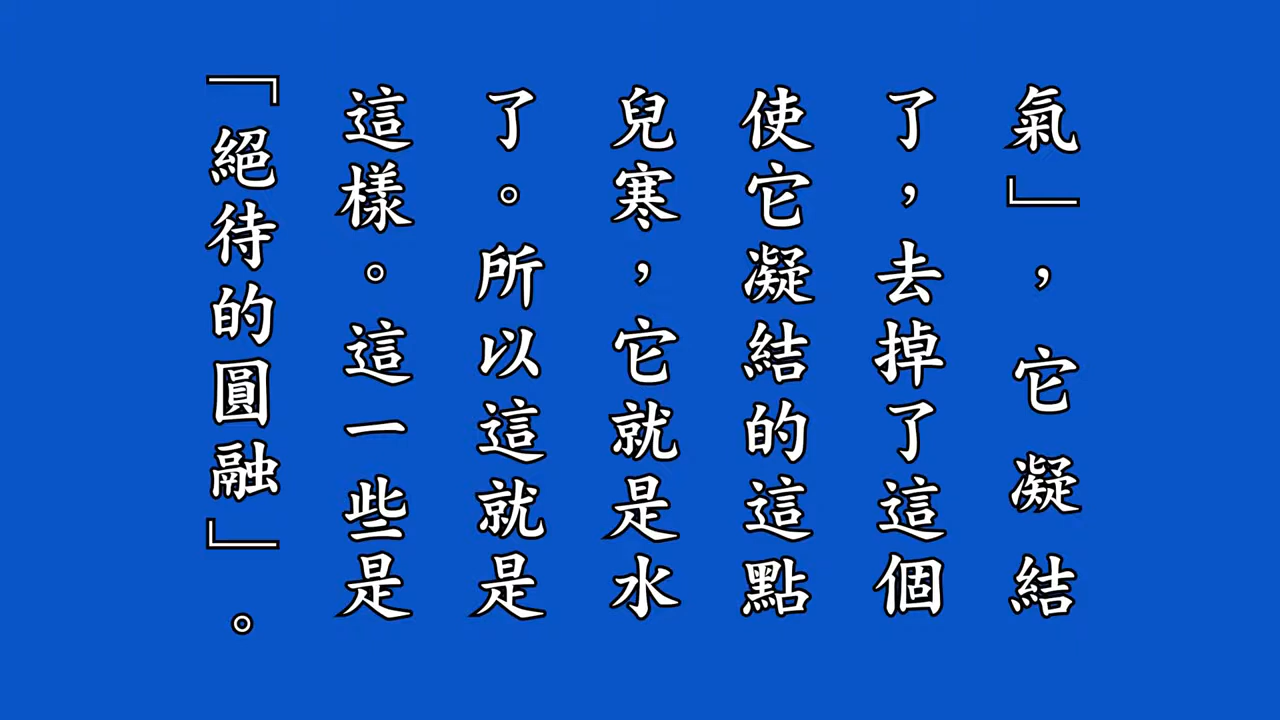 氣」，它凝結
了，去掉了這個
使它凝結的這點
兒寒，它就是水
了。所以這就是
這樣。這一些是
「絕待的圓融」。